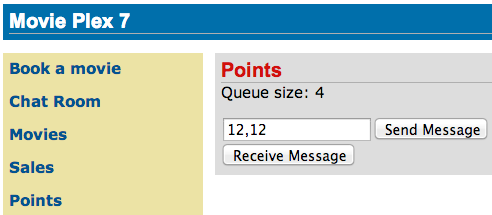 Movie Plex 7
Book a movie
Chat Room
Movies
Sales
Points
Points
Queue size: 4
12,12 Send Message
Receive Message